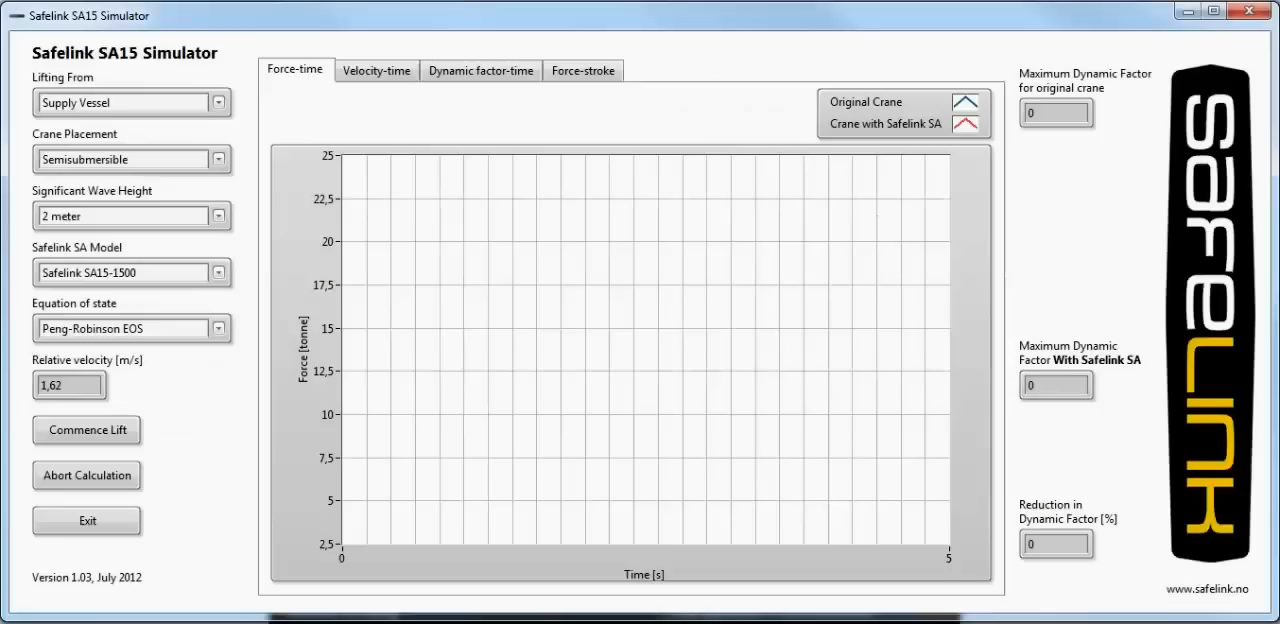 Safelink SA15 Simulator
Safelink SA15 Simulator
Lifting From
Supply Vessel
Crane Placement
Semisubmersible
Significant Wave Height
2 meter
Safelink SA Model
Safelink SA15-1500
Equation of state
Peng-Robinson EOS
Relative velocity [m/s]
1,62
Commence Lift
Abort Calculation
Exit
Version 1.03, July 2012
Force-time
Velocity-time
Dynamic factor-time
Force-stroke
Original Crane
Crane with Safelink SA
Force [tonne]
25
22,5
20
17,5
15
12,5
10
7,5
5
2,5
0
5
Time [s]
Maximum Dynamic Factor
for original crane
0
Maximum Dynamic
Factor With Safelink SA
0
Reduction in
Dynamic Factor [%]
0
SAFELINK
www.safelink.no